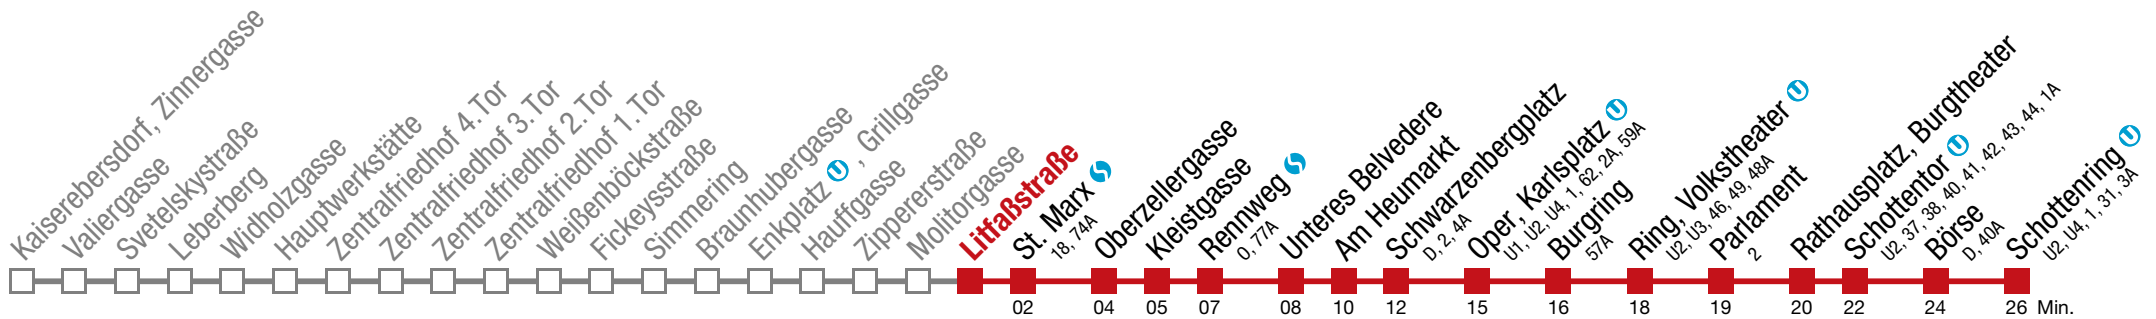 Kaiserebersdorf, Zinnergasse
Valiergasse
Svetelskystraße
Leberberg
Widholzgasse
Hauptwerkstätte
Zentralfriedhof 4.Tor
Zentralfriedhof 3.Tor
Zentralfriedhof 2.Tor
Zentralfriedhof 1.Tor
Weißenböckstraße
Fickeysstraße
Simmering
Braunhubergasse
Enkplatz U , Grillgasse
Hauffgasse
Zippererstraße
Molitorgasse
Litfaßstraße
St. Marx S
18, 74A
Oberzellergasse
Kleistgasse
Rennweg S
O, 77A
Unteres Belvedere
Am Heumarkt
Schwarzenbergplatz
D, 2, 4A
Oper, Karlsplatz U
U1, U2, U4, 1, 62, 2A, 59A
Burgring
57A
Ring, Volkstheater U
U2, U3, 46, 49, 48A
Parlament
2
Rathausplatz, Burgtheater
Schottentor U
U2, 37, 38, 40, 41, 42, 43, 44, 1A
Börse
D, 40A
Schottenring U
U2, U4, 1, 31, 3A
02 04 05 07 08 10 12 15 16 18 19 20 22 24 26 Min.